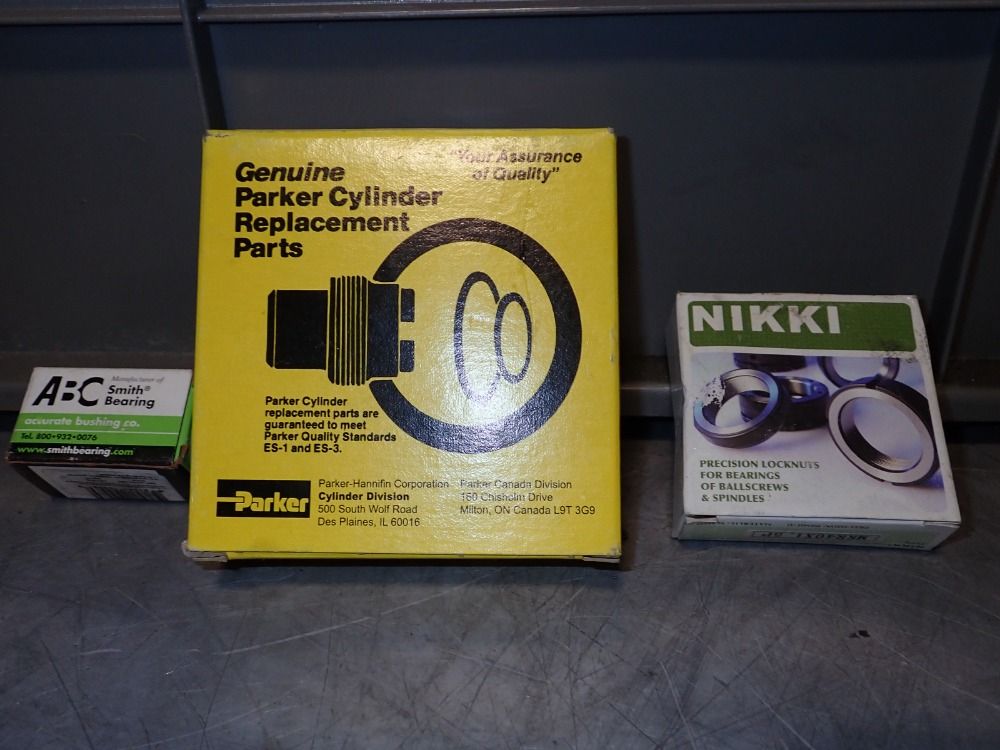 ABC
Manufacturer of
Smith®
Bearing
accurate bushing co.
Tel. 800•932•0076
www.smithbearing.com
Genuine
Parker Cylinder
Replacement
Parts
"Your Assurance
of Quality"
Parker Cylinder
replacement parts are
guaranteed to meet
Parker Quality Standards
ES-1 and ES-3.
Parker
Parker-Hannifin Corporation
Cylinder Division
500 South Wolf Road
Des Plaines, IL 60016
Parker Canada Division
160 Chisholm Drive
Milton, ON Canada L9T 3G9
NIKKI
PRECISION LOCKNUTS
FOR BEARINGS
OF BALLSCREWS
& SPINDLES